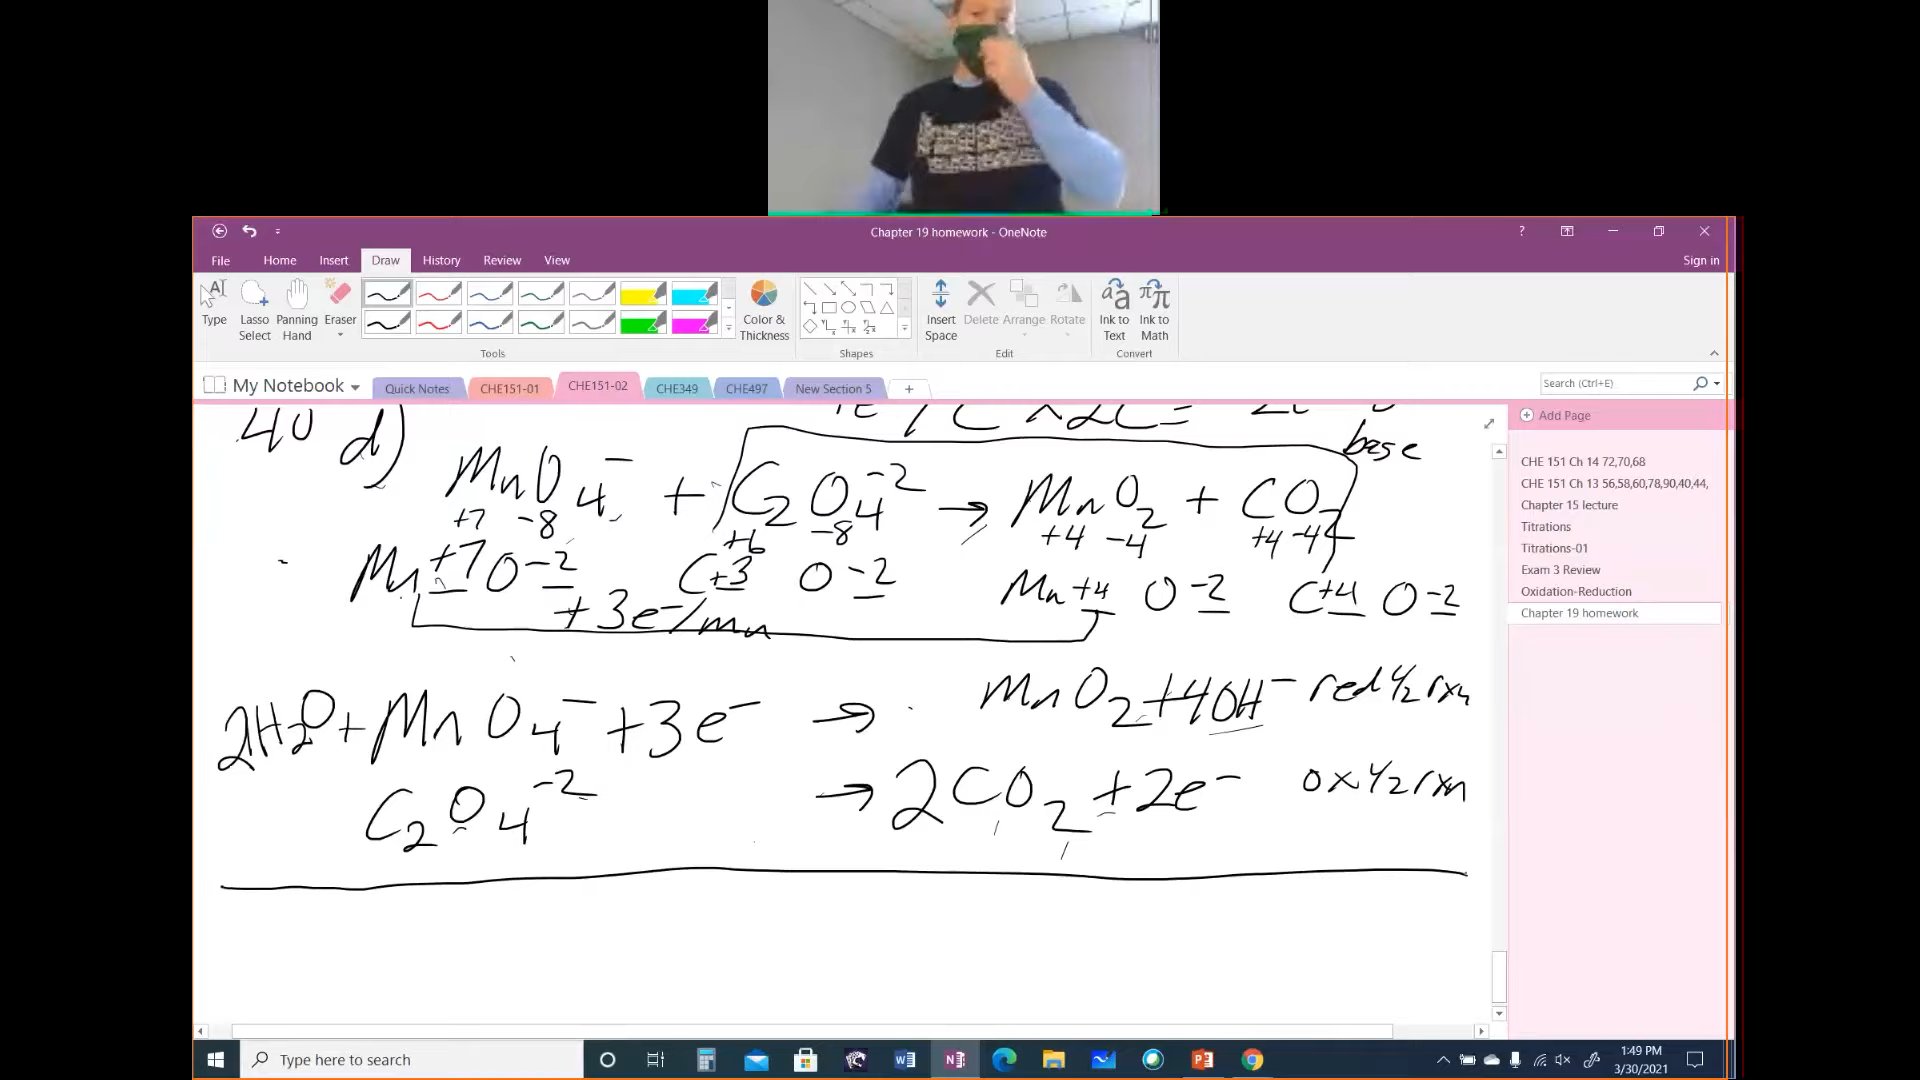 Chapter 19 homework - OneNote
?
File Home Insert Draw History Review View
Sign in
Type
Lasso Select
Panning Hand
Eraser
Color & Thickness
Insert Space
Delete
Arrange
Rotate
Ink to Text
Ink to Math
Tools
Shapes
Edit
Convert
My Notebook
Quick Notes CHE151-01 CHE151-02 CHE349 CHE497 New Section 5 +
Search (Ctrl+E)
Add Page
CHE 151 Ch 14 72,70,68
CHE 151 Ch 13 56,58,60,78,90,40,44,
Chapter 15 lecture
Titrations
Titrations-01
Exam 3 Review
Oxidation-Reduction
Chapter 19 homework
40 d)
base
MnO4- + C2O4-2 → MnO2 + CO2
+7 -8 +6 -8 +4 -4 +4 -4
Mn+7 O-2 C+3 O-2 Mn+4 O-2 C+4 O-2
+3e-/mn
2H2O + MnO4- + 3e- → MnO2 + 4OH- red 1/2 rxn
C2O4-2 → 2CO2 + 2e- ox 1/2 rxn
Type here to search
1:49 PM
3/30/2021